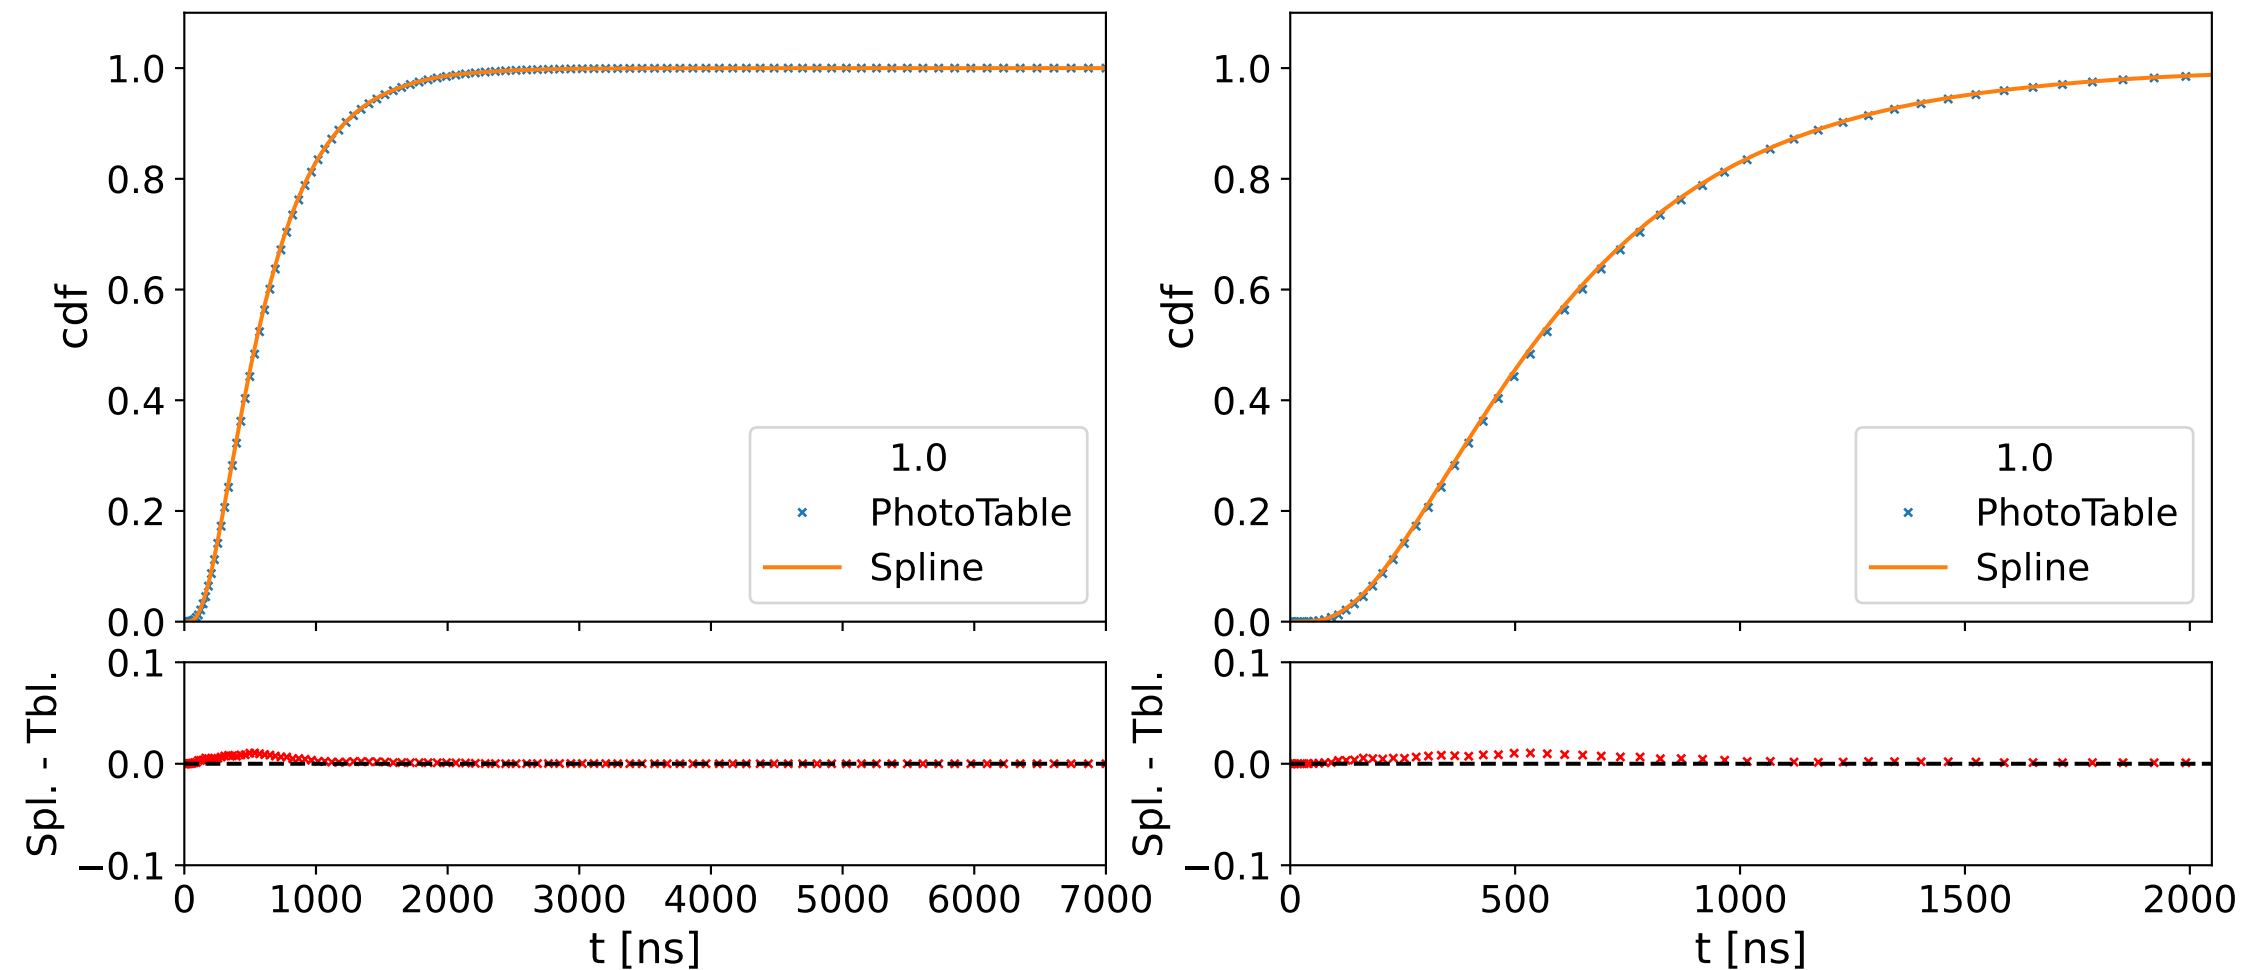 1.0
0.8
0.6
0.4
0.2
0.0
cdf
1.0
PhotoTable
Spline
0.1
0.0
−0.1
Spl. - Tbl.
0 1000 2000 3000 4000 5000 6000 7000
t [ns]
1.0
0.8
0.6
0.4
0.2
0.0
cdf
1.0
PhotoTable
Spline
0.1
0.0
−0.1
Spl. - Tbl.
0 500 1000 1500 2000
t [ns]